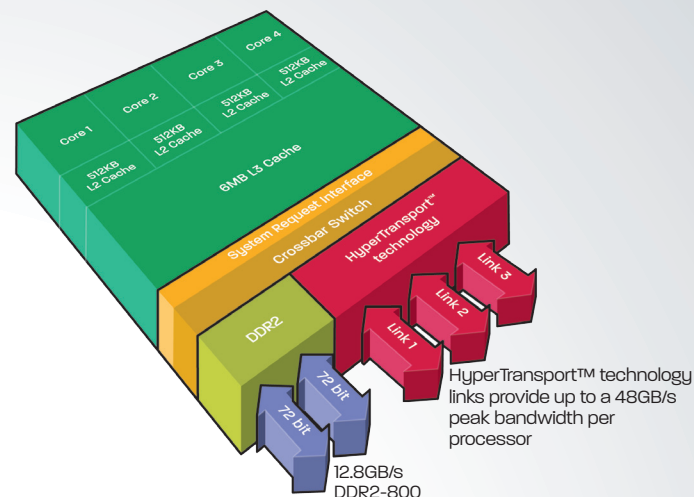 Core 1
Core 2
Core 3
Core 4
512KB
L2 Cache
512KB
L2 Cache
512KB
L2 Cache
512KB
L2 Cache
6MB L3 Cache
System Request Interface
Crossbar Switch
HyperTransport™
technology
DDR2
Link 1
Link 2
Link 3
72 bit
72 bit
HyperTransport™ technology
links provide up to a 48GB/s
peak bandwidth per
processor
12.8GB/s
DDR2-800